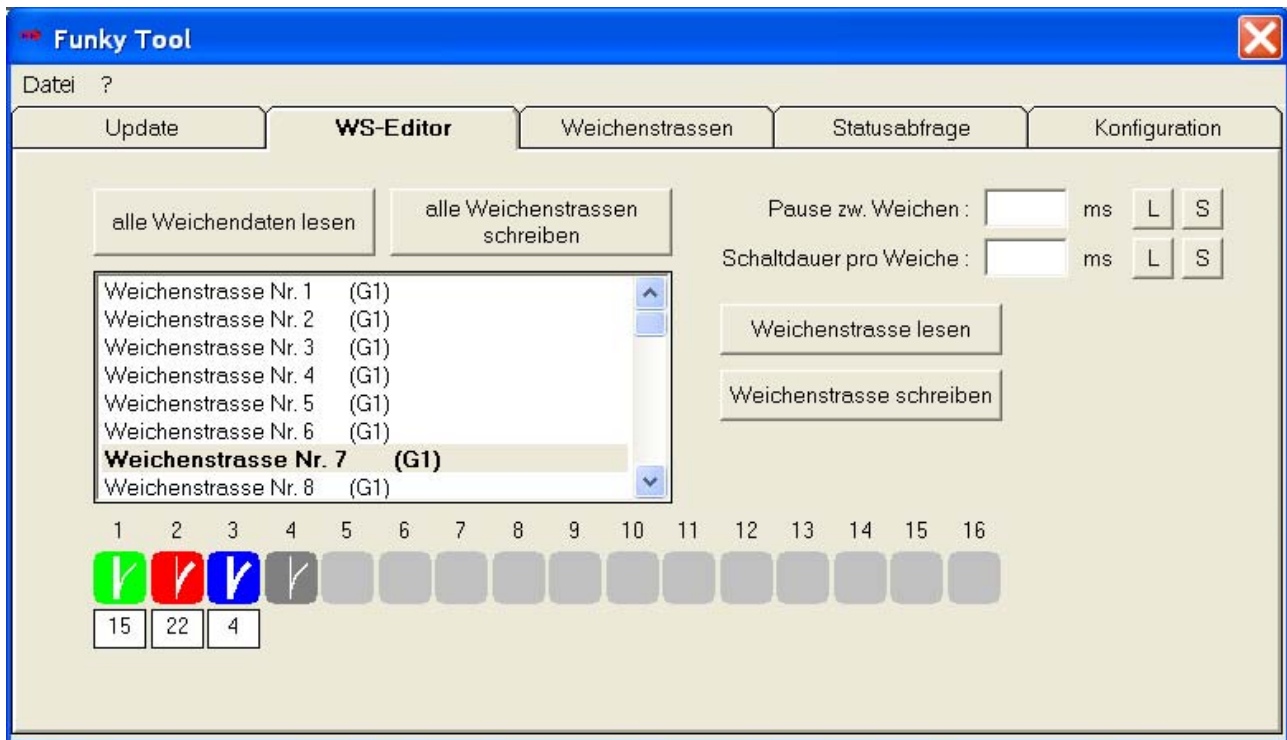 Funky Tool
Datei ?
Update WS-Editor Weichenstrassen Statusabfrage Konfiguration
alle Weichendaten lesen
alle Weichenstrassen
schreiben
Pause zw. Weichen : ms L S
Schaltdauer pro Weiche : ms L S
Weichenstrasse Nr. 1 (G1)
Weichenstrasse Nr. 2 (G1)
Weichenstrasse Nr. 3 (G1)
Weichenstrasse Nr. 4 (G1)
Weichenstrasse Nr. 5 (G1)
Weichenstrasse Nr. 6 (G1)
Weichenstrasse Nr. 7 (G1)
Weichenstrasse Nr. 8 (G1)
Weichenstrasse lesen
Weichenstrasse schreiben
1 2 3 4 5 6 7 8 9 10 11 12 13 14 15 16
15 22 4